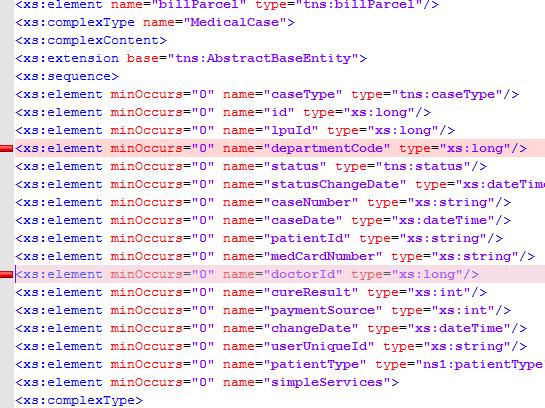 <xs:element name="billParcel" type="tns:billParcel"/>
<xs:complexType name="MedicalCase">
<xs:complexContent>
<xs:extension base="tns:AbstractBaseEntity">
<xs:sequence>
<xs:element minOccurs="0" name="caseType" type="tns:caseType"/>
<xs:element minOccurs="0" name="id" type="xs:long"/>
<xs:element minOccurs="0" name="lpuId" type="xs:long"/>
<xs:element minOccurs="0" name="departmentCode" type="xs:long"/>
<xs:element minOccurs="0" name="status" type="tns:status"/>
<xs:element minOccurs="0" name="statusChangeDate" type="xs:dateTime
<xs:element minOccurs="0" name="caseNumber" type="xs:string"/>
<xs:element minOccurs="0" name="caseDate" type="xs:dateTime"/>
<xs:element minOccurs="0" name="patientId" type="xs:string"/>
<xs:element minOccurs="0" name="medCardNumber" type="xs:string"/>
<xs:element minOccurs="0" name="doctorId" type="xs:long"/>
<xs:element minOccurs="0" name="cureResult" type="xs:int"/>
<xs:element minOccurs="0" name="paymentSource" type="xs:int"/>
<xs:element minOccurs="0" name="changeDate" type="xs:dateTime"/>
<xs:element minOccurs="0" name="userUniqueId" type="xs:string"/>
<xs:element minOccurs="0" name="patientType" type="ns1:patientType
<xs:element minOccurs="0" name="simpleServices">
<xs:complexType>